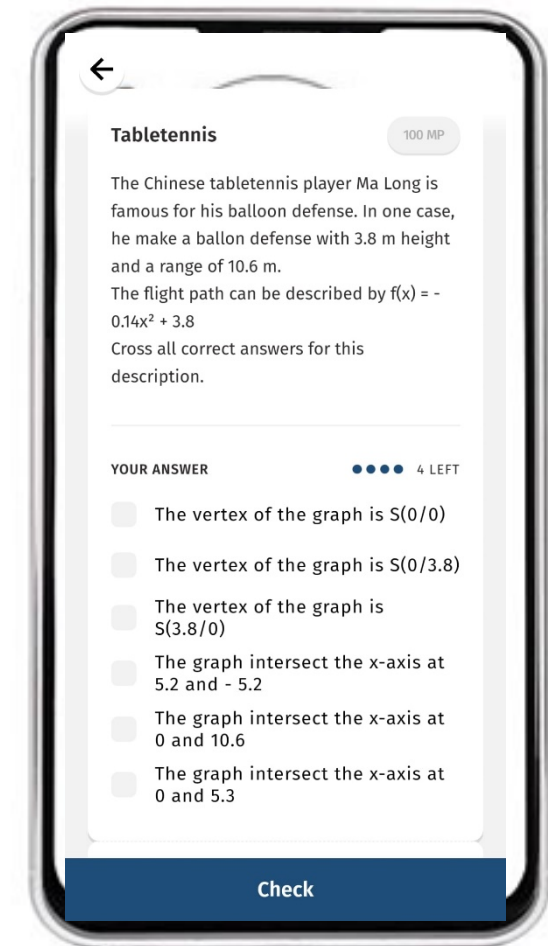 Tabletennis
100 MP
The Chinese tabletennis player Ma Long is
famous for his balloon defense. In one case,
he make a ballon defense with 3.8 m height
and a range of 10.6 m.
The flight path can be described by f(x) = -
0.14x² + 3.8
Cross all correct answers for this
description.
YOUR ANSWER
4 LEFT
The vertex of the graph is S(0/0)
The vertex of the graph is S(0/3.8)
The vertex of the graph is
S(3.8/0)
The graph intersect the x-axis at
5.2 and - 5.2
The graph intersect the x-axis at
0 and 10.6
The graph intersect the x-axis at
0 and 5.3
Check